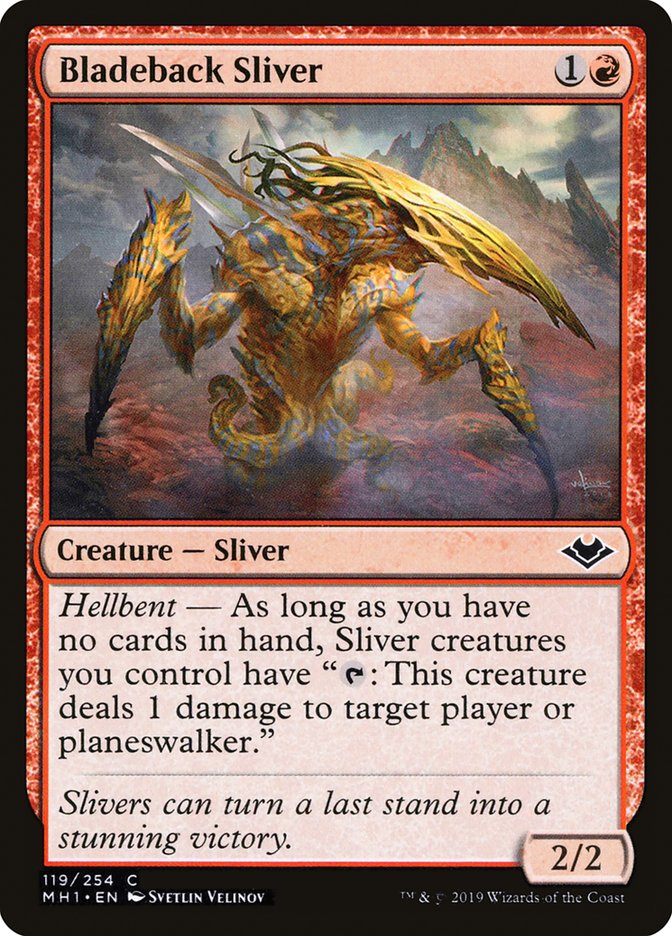 Bladeback Sliver 1
Creature — Sliver
Hellbent — As long as you have
no cards in hand, Sliver creatures
you control have “ : This creature
deals 1 damage to target player or
planeswalker.”
Slivers can turn a last stand into a
stunning victory.
2/2
119/254 C
MH1•EN Svetlin Velinov
™ & © 2019 Wizards of the Coast